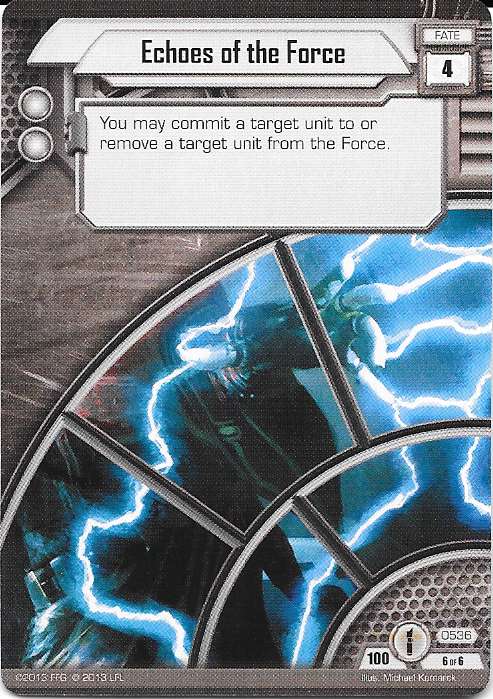 Echoes of the Force
FATE
4
You may commit a target unit to or
remove a target unit from the Force.
0536
100
6 OF 6
©2013 FFG © 2013 LFL
Illus. Michael Komarck